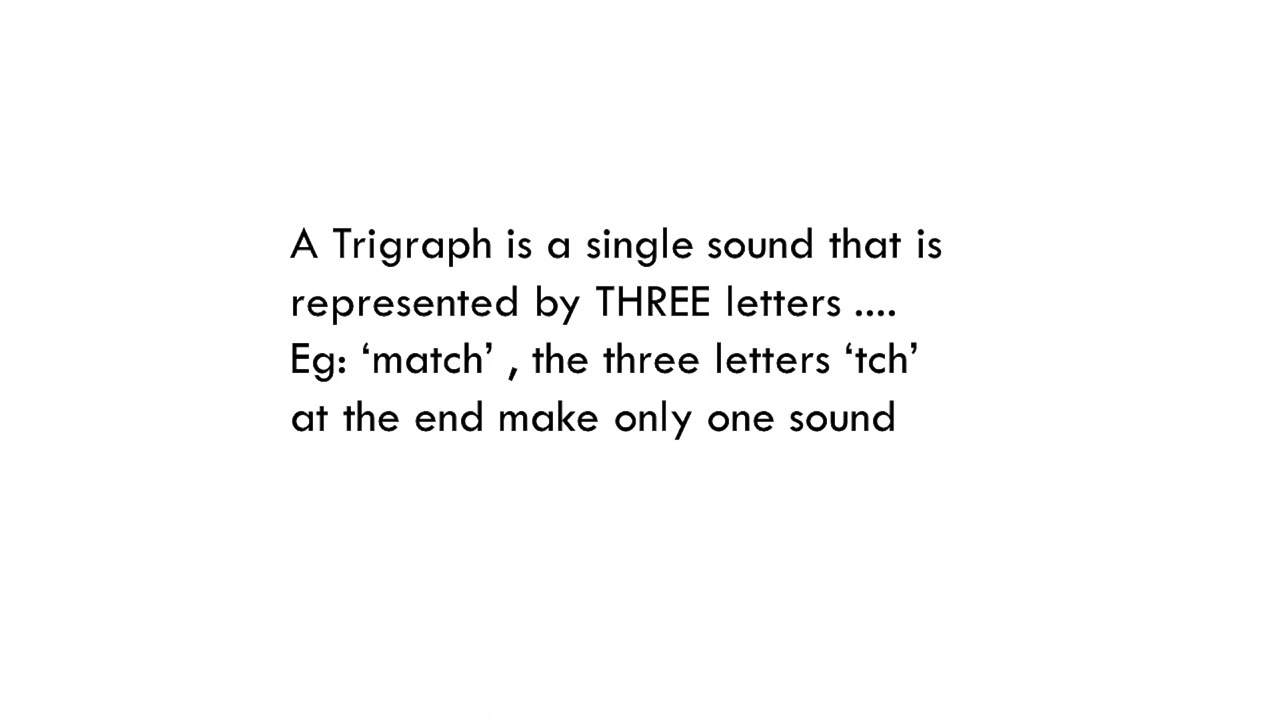 A Trigraph is a single sound that is
represented by THREE letters ....
Eg: ‘match’ , the three letters ‘tch’
at the end make only one sound